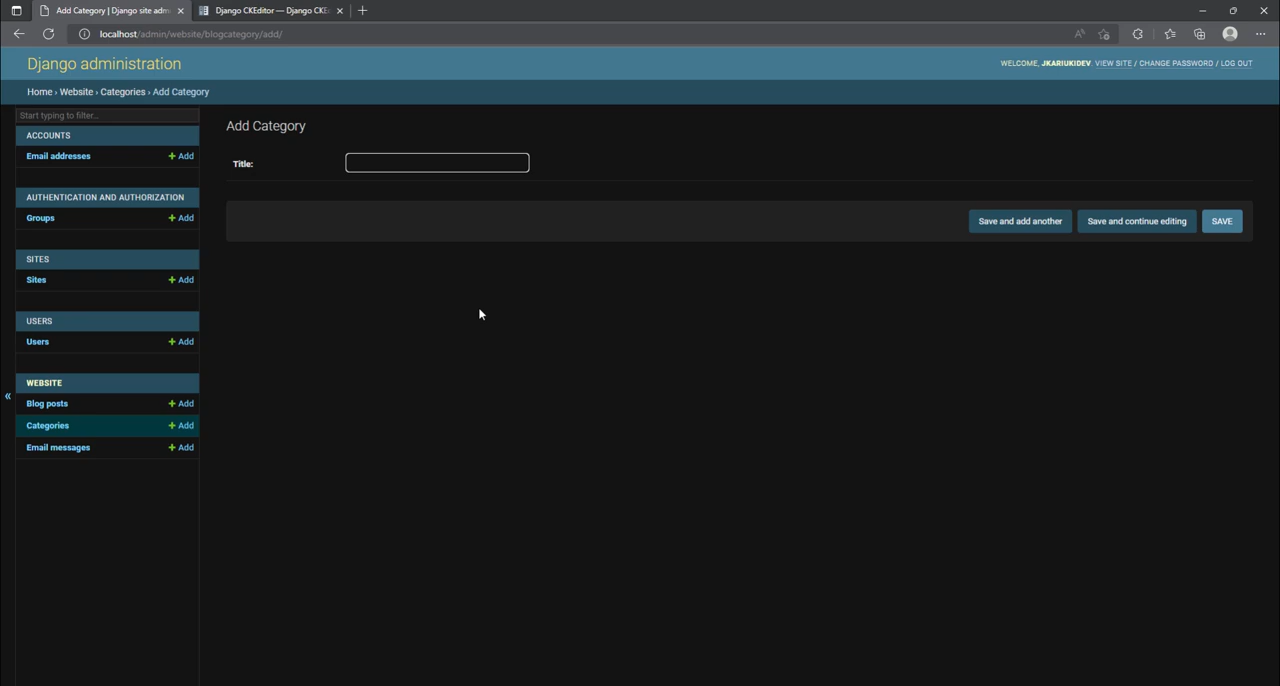 Add Category | Django site adm
Django CKEditor — Django CKE
localhost/admin/website/blogcategory/add/
Django administration
WELCOME, JKARIUKIDEV. VIEW SITE / CHANGE PASSWORD / LOG OUT
Home › Website › Categories › Add Category
Start typing to filter...
ACCOUNTS
Email addresses + Add
AUTHENTICATION AND AUTHORIZATION
Groups + Add
SITES
Sites + Add
USERS
Users + Add
WEBSITE
Blog posts + Add
Categories + Add
Email messages + Add
«
Add Category
Title:
Save and add another
Save and continue editing
SAVE